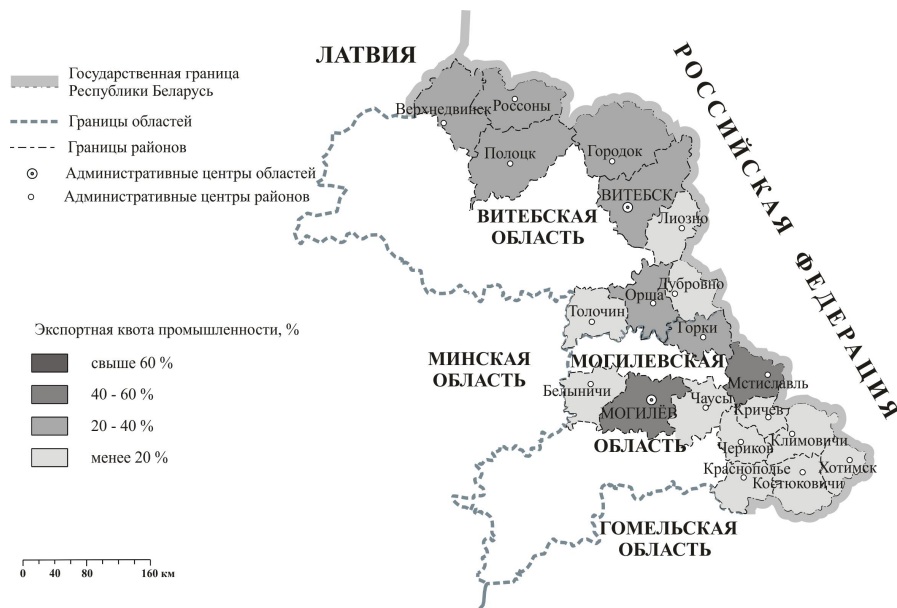 ЛАТВИЯ
РОССИЙСКАЯ ФЕДЕРАЦИЯ
Государственная граница
Республики Беларусь
Границы областей
Границы районов
Административные центры областей
Административные центры районов
Верхнедвинск
Россоны
Полоцк
Городок
ВИТЕБСК
ВИТЕБСКАЯ
ОБЛАСТЬ
Лиозно
Дубровно
Орша
Толочин
Горки
МИНСКАЯ
ОБЛАСТЬ
МОГИЛЕВСКАЯ
ОБЛАСТЬ
Мстиславль
Белыничи
МОГИЛЁВ
Чаусы
Кричев
Климовичи
Чериков
Хотимск
Краснополье
Костюковичи
ГОМЕЛЬСКАЯ
ОБЛАСТЬ
Экспортная квота промышленности, %
свыше 60 %
40 - 60 %
20 - 40 %
менее 20 %
0 40 80 160 км